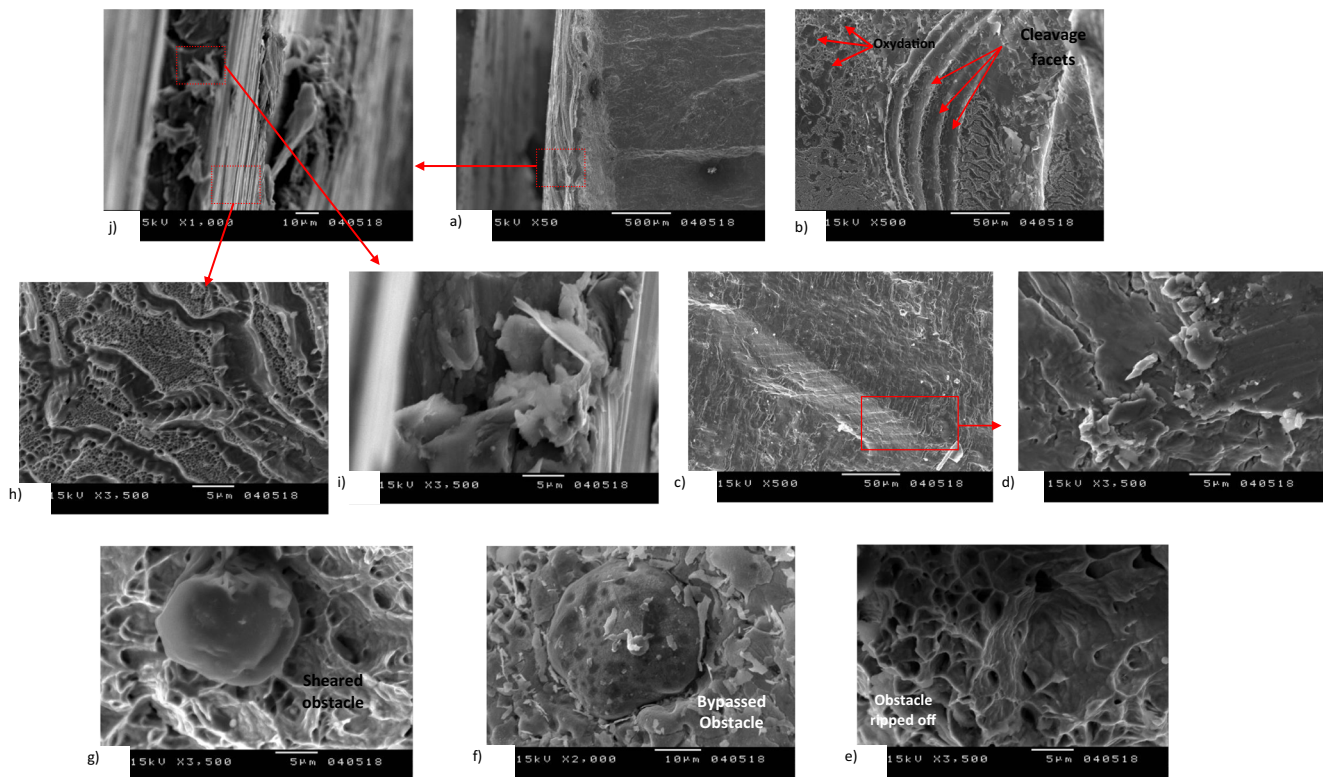 Oxydation
Cleavage
facets
5kV X1,000 10µm 040518
j)
5kV X50 500µm 040518
a)
15kV X500 50µm 040518
b)
15kV X3,500 5µm 040518
h)
15kV X3,500 5µm 040518
i)
15kV X500 50µm 040518
c)
15kV X3,500 5µm 040518
d)
Sheared
obstacle
15kV X3,500 5µm 040518
g)
Bypassed
Obstacle
15kV X2,000 10µm 040518
f)
Obstacle
ripped off
15kV X3,500 5µm 040518
e)